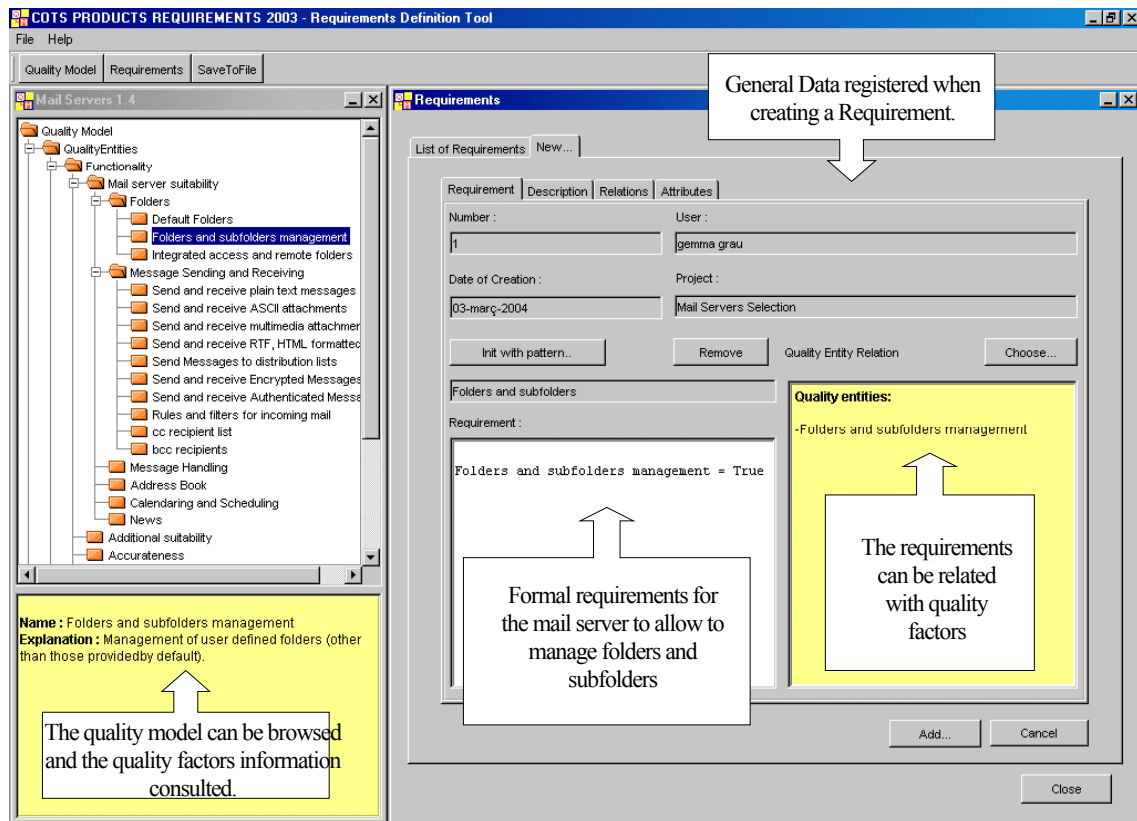 COTS PRODUCTS REQUIREMENTS 2003 - Requirements Definition Tool
File Help
Quality Model Requirements SaveToFile
Mail Servers 1.4
Quality Model
QualityEntities
Functionality
Mail server suitability
Folders
Default Folders
Folders and subfolders management
Integrated access and remote folders
Message Sending and Receiving
Send and receive plain text messages
Send and receive ASCII attachments
Send and receive multimedia attachmer
Send and receive RTF, HTML formatted
Send Messages to distribution lists
Send and receive Encrypted Messages
Send and receive Authenticated Messa
Rules and filters for incoming mail
cc recipient list
bcc recipients
Message Handling
Address Book
Calendaring and Scheduling
News
Additional suitability
Accurateness
Name : Folders and subfolders management
Explanation : Management of user defined folders (other
than those providedby default).
The quality model can be browsed
and the quality factors information
consulted.
Requirements
General Data registered when
creating a Requirement.
List of Requirements New...
Requirement Description Relations Attributes
Number : User :
1 gemma grau
Date of Creation : Project :
03-març-2004 Mail Servers Selection
Init with pattern.. Remove Quality Entity Relation Choose...
Folders and subfolders
Requirement :
Folders and subfolders management = True
Formal requirements for
the mail server to allow to
manage folders and
subfolders
Quality entities:
-Folders and subfolders management
The requirements
can be related
with quality
factors
Add... Cancel
Close